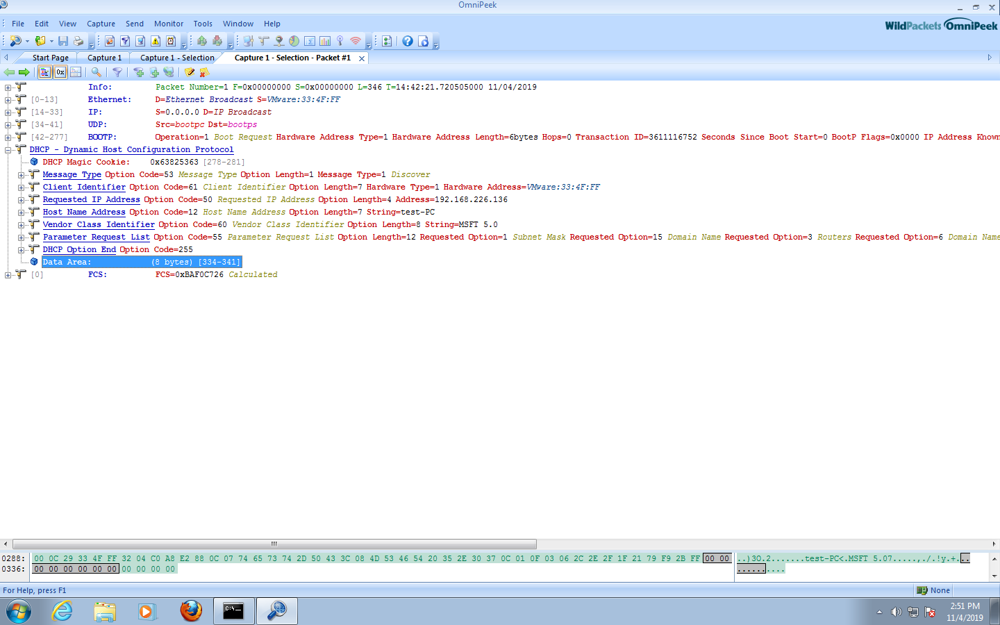 OmniPeek
File Edit View Capture Send Monitor Tools Window Help
WildPackets OmniPeek
Start Page Capture 1 Capture 1 - Selection Capture 1 - Selection - Packet #1
0x
Info: Packet Number=1 F=0x00000000 S=0x00000000 L=346 T=14:42:21.720505000 11/04/2019
[0-13] Ethernet: D=Ethernet Broadcast S=VMware:33:4F:FF
[14-33] IP: S=0.0.0.0 D=IP Broadcast
[34-41] UDP: Src=bootpc Dst=bootps
[42-277] BOOTP: Operation=1 Boot Request Hardware Address Type=1 Hardware Address Length=6bytes Hops=0 Transaction ID=3611116752 Seconds Since Boot Start=0 BootP Flags=0x0000 IP Address Known
DHCP - Dynamic Host Configuration Protocol
DHCP Magic Cookie: 0x63825363 [278-281]
Message Type Option Code=53 Message Type Option Length=1 Message Type=1 Discover
Client Identifier Option Code=61 Client Identifier Option Length=7 Hardware Type=1 Hardware Address=VMware:33:4F:FF
Requested IP Address Option Code=50 Requested IP Address Option Length=4 Address=192.168.226.136
Host Name Address Option Code=12 Host Name Address Option Length=7 String=test-PC
Vendor Class Identifier Option Code=60 Vendor Class Identifier Option Length=8 String=MSFT 5.0
Parameter Request List Option Code=55 Parameter Request List Option Length=12 Requested Option=1 Subnet Mask Requested Option=15 Domain Name Requested Option=3 Routers Requested Option=6 Domain Name
DHCP Option End Option Code=255
Data Area: (8 bytes) [334-341]
[0] FCS: FCS=0xBAF0C726 Calculated
0288: 00 0C 29 33 4F FF 32 04 C0 A8 E2 88 0C 07 74 65 73 74 2D 50 43 3C 08 4D 53 46 54 20 35 2E 30 37 0C 01 0F 03 06 2C 2E 2F 1F 21 79 F9 2B FF 00 00 ..)3O.2.......test-PC<.MSFT 5.07.....,./.!y.+...
0336: 00 00 00 00 00 00 00 00 00 00 ..........
For Help, press F1
None
C:\
2:51 PM
11/4/2019